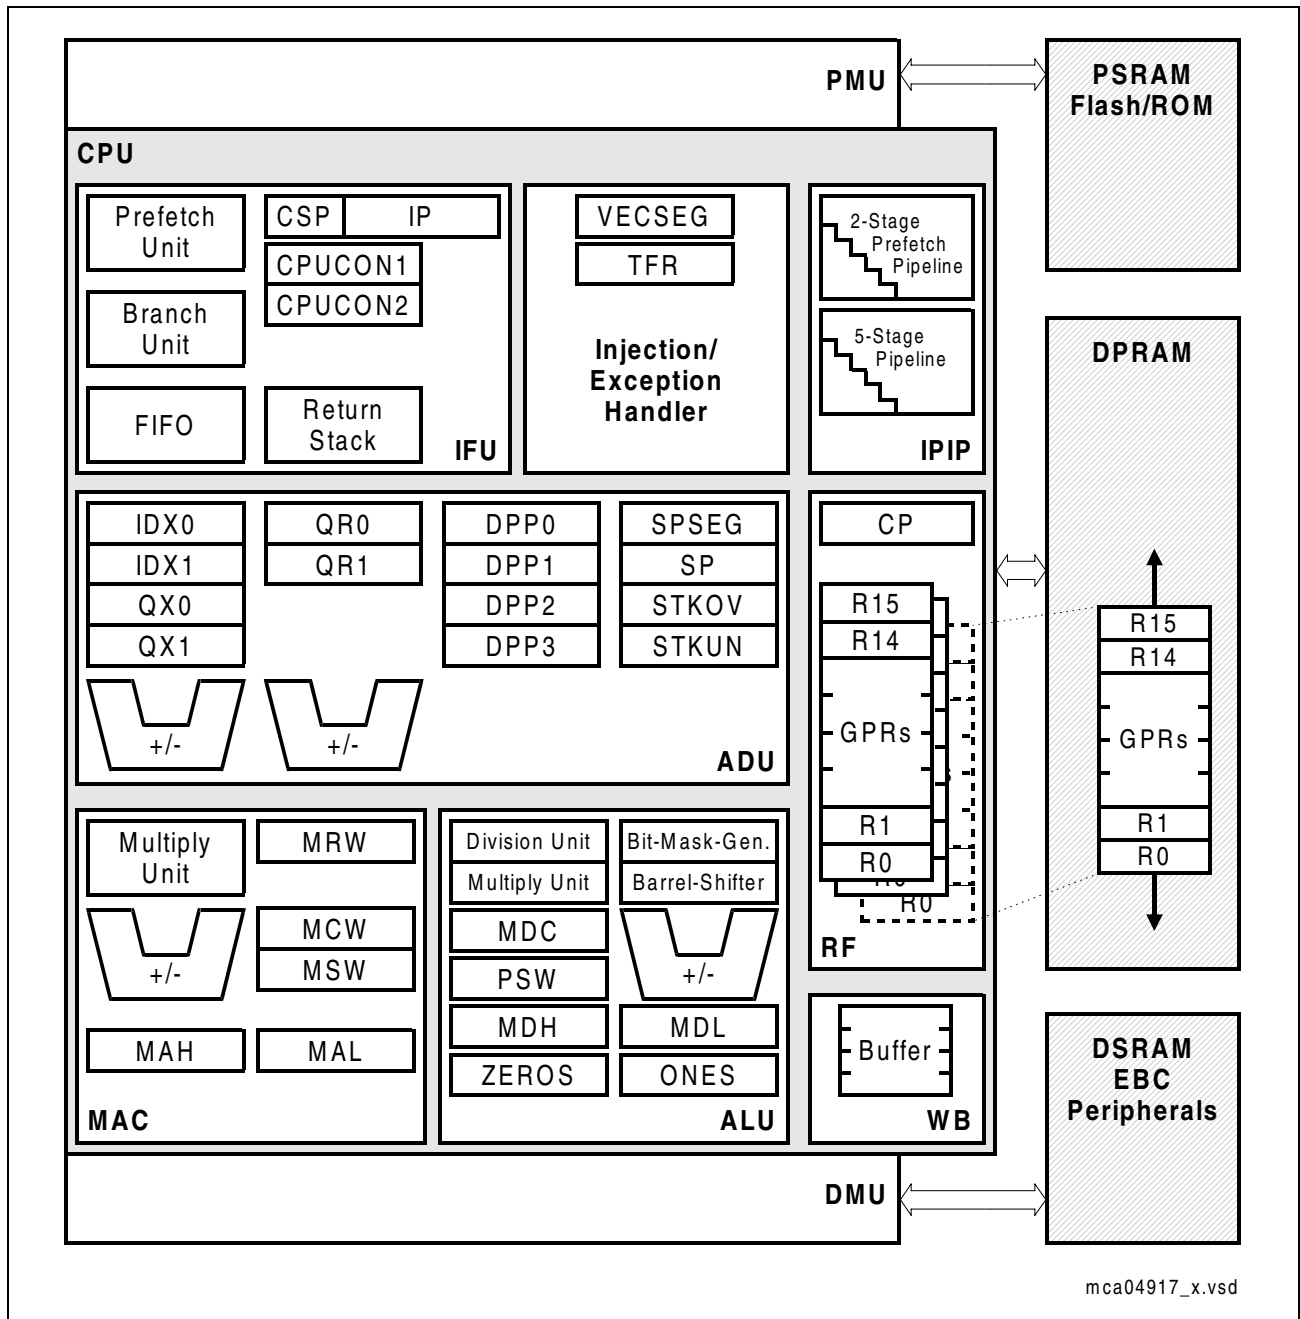 PMU
PSRAM
Flash/ROM
CPU
Prefetch
Unit
CSP
IP
CPUCON1
CPUCON2
Branch
Unit
FIFO
Return
Stack
IFU
VECSEG
TFR
Injection/
Exception
Handler
2-Stage
Prefetch
Pipeline
5-Stage
Pipeline
IPIP
DPRAM
IDX0
IDX1
QX0
QX1
QR0
QR1
DPP0
DPP1
DPP2
DPP3
SPSEG
SP
STKOV
STKUN
+/-
+/-
ADU
CP
R15
R14
GPRs
R1
R0
R0
RF
R15
R14
GPRs
R1
R0
Multiply
Unit
MRW
+/-
MCW
MSW
MAH
MAL
MAC
Division Unit
Multiply Unit
Bit-Mask-Gen.
Barrel-Shifter
MDC
PSW
+/-
MDH
MDL
ZEROS
ONES
ALU
Buffer
WB
DSRAM
EBC
Peripherals
DMU
mca04917_x.vsd